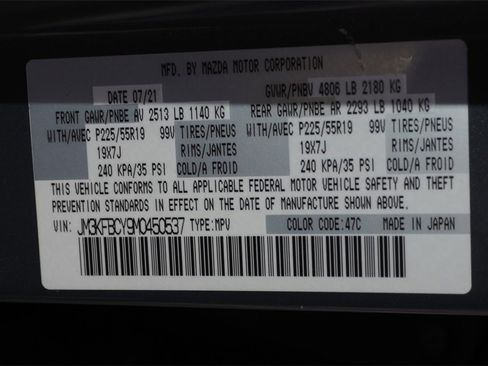 MFD. BY MAZDA MOTOR CORPORATION
DATE 07/21 GVWR/PNBV 4806 LB 2180 KG
FRONT GAWR/PNBE AV 2513 LB 1140 KG REAR GAWR/PNBE AR 2293 LB 1040 KG
WITH/AVEC P225/55R19 99V TIRES/PNEUS WITH/AVEC P225/55R19 99V TIRES/PNEUS
19X7J RIMS/JANTES 19X7J RIMS/JANTES
240 KPA/35 PSI COLD/A FROID 240 KPA/35 PSI COLD/A FROID
THIS VEHICLE CONFORMS TO ALL APPLICABLE FEDERAL MOTOR VEHICLE SAFETY AND THEFT
PREVENTION STANDARDS IN EFFECT ON THE DATE OF MANUFACTURE SHOWN ABOVE.
VIN: JM3KFBCY9M0450537 TYPE:MPV COLOR CODE:47C MADE IN JAPAN